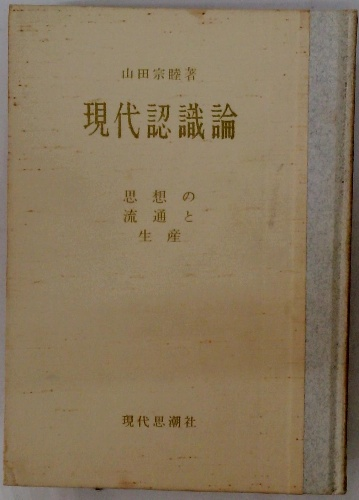 山田宗睦著
現代認識論
思想の
流通と
生産
現代思潮社